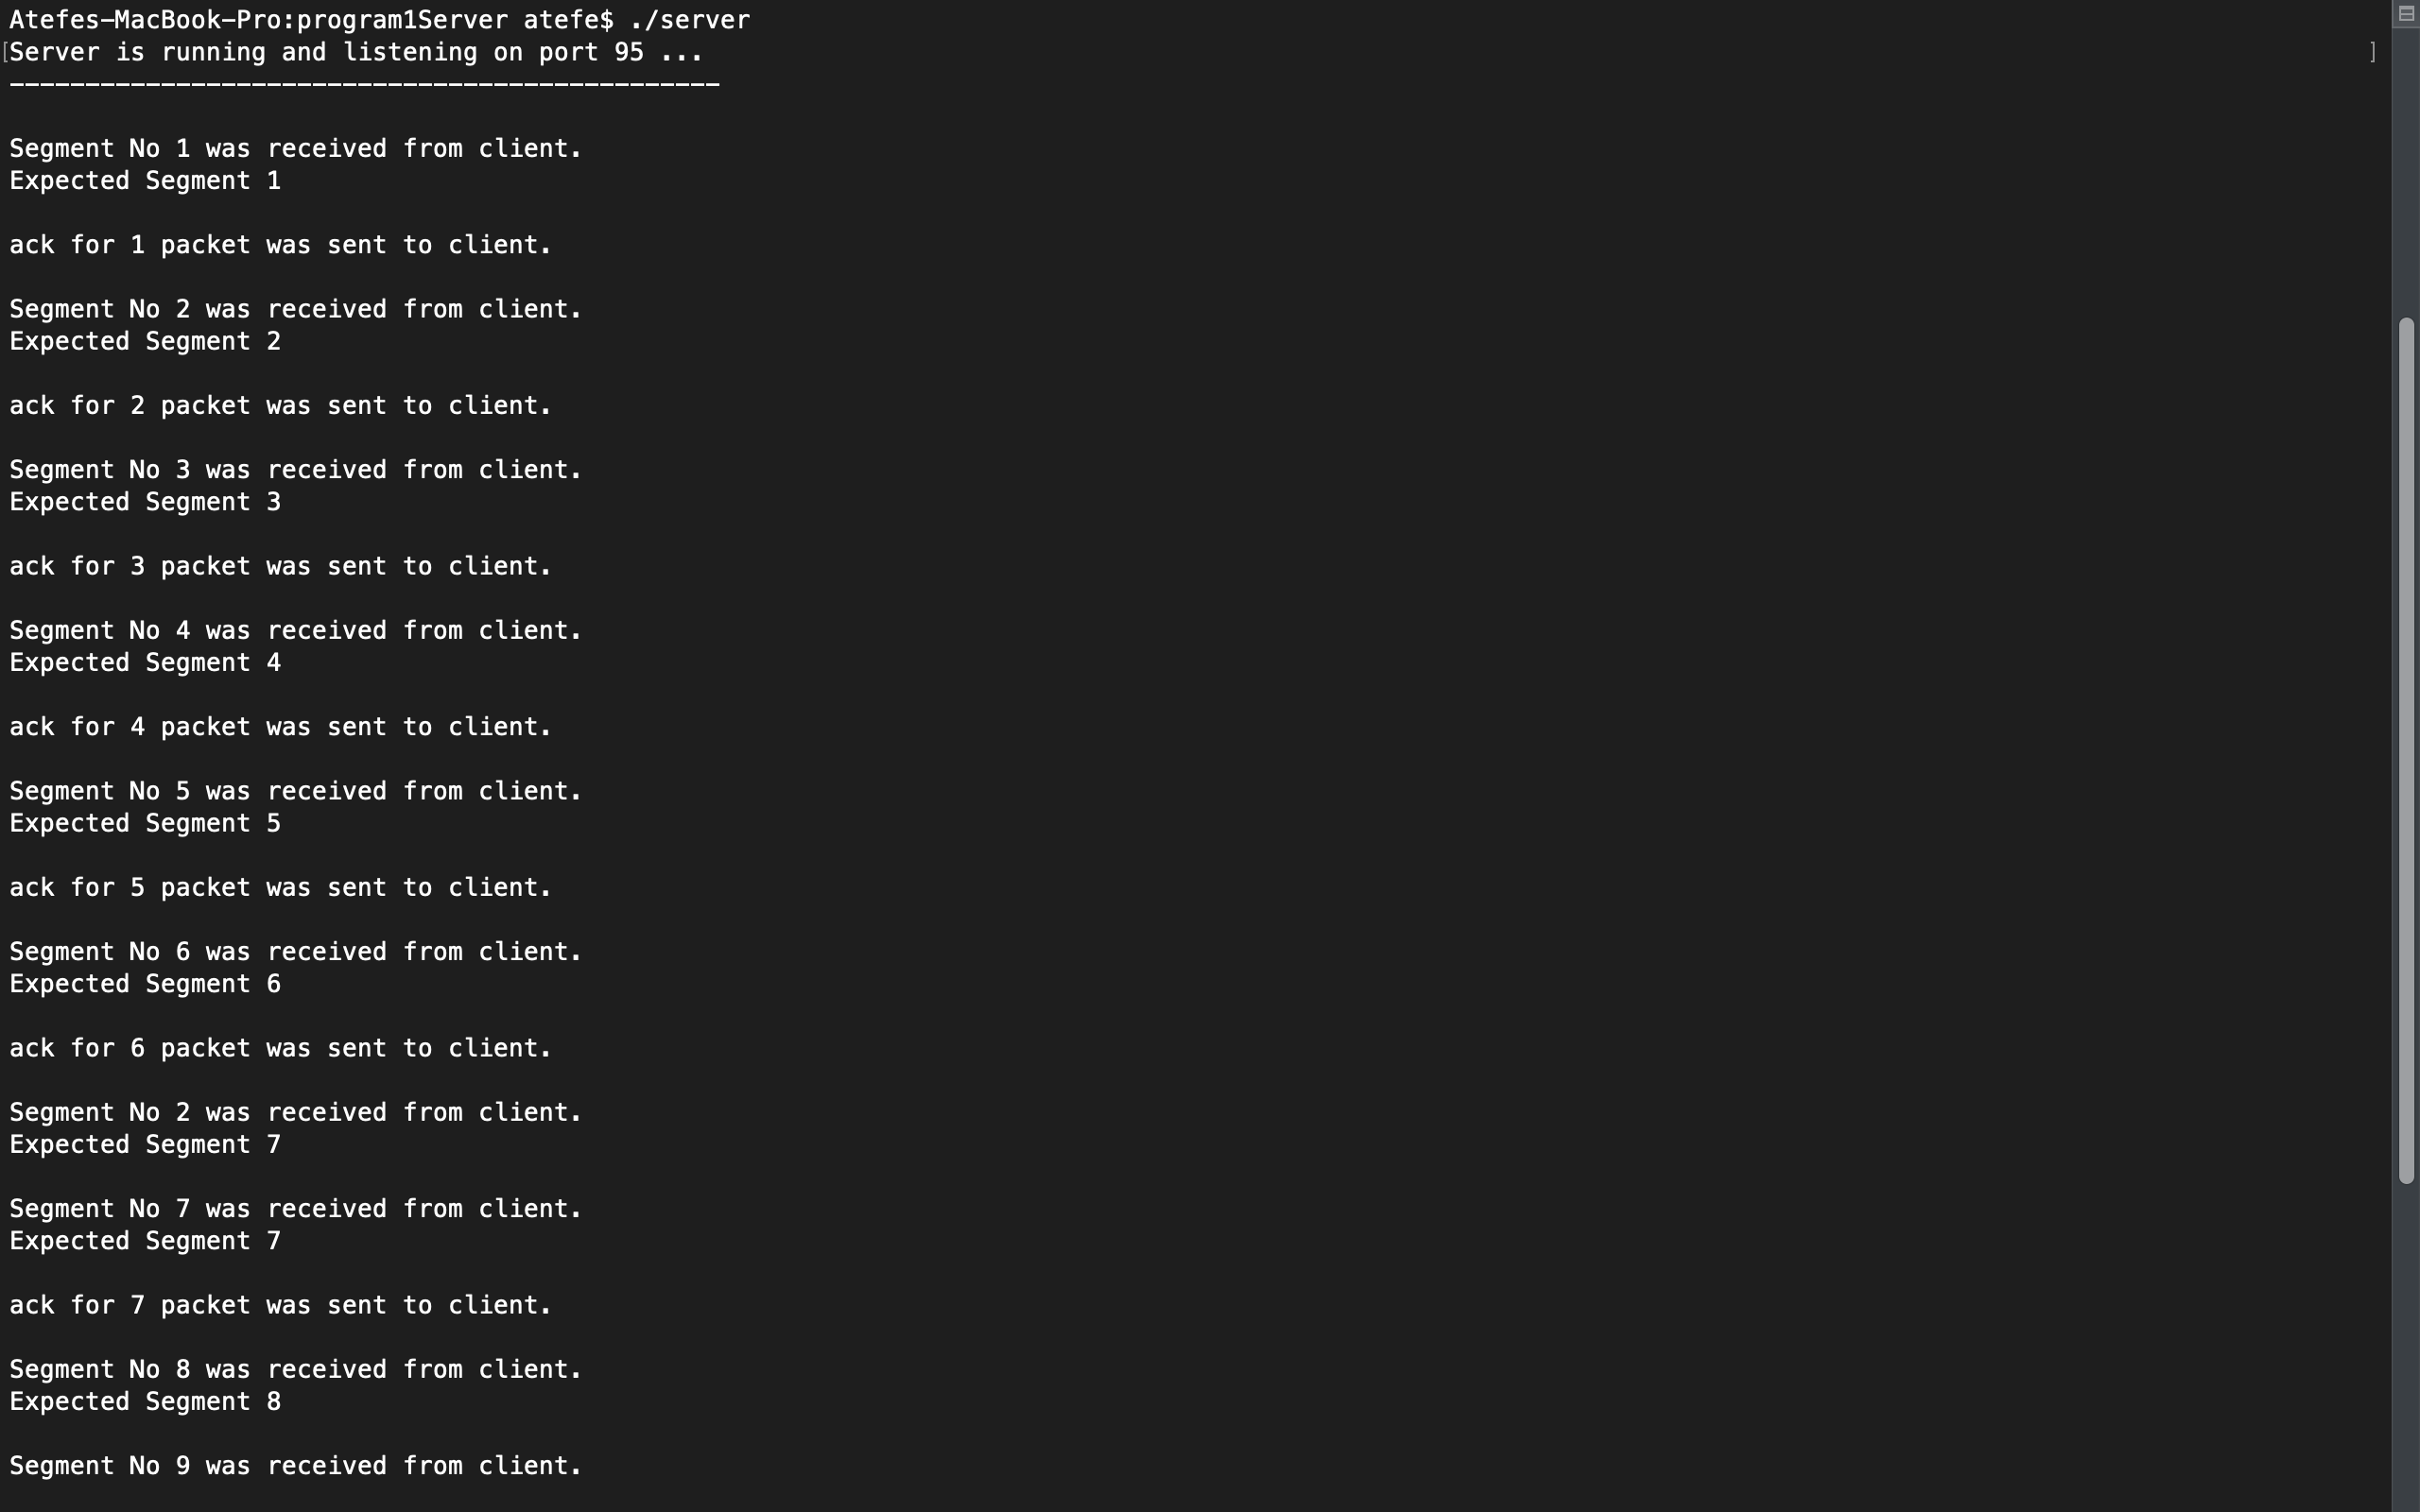 Atefes-MacBook-Pro:program1Server atefe$ ./server
[Server is running and listening on port 95 ... ]
-----------------------------------------------
Segment No 1 was received from client.
Expected Segment 1
ack for 1 packet was sent to client.
Segment No 2 was received from client.
Expected Segment 2
ack for 2 packet was sent to client.
Segment No 3 was received from client.
Expected Segment 3
ack for 3 packet was sent to client.
Segment No 4 was received from client.
Expected Segment 4
ack for 4 packet was sent to client.
Segment No 5 was received from client.
Expected Segment 5
ack for 5 packet was sent to client.
Segment No 6 was received from client.
Expected Segment 6
ack for 6 packet was sent to client.
Segment No 2 was received from client.
Expected Segment 7
Segment No 7 was received from client.
Expected Segment 7
ack for 7 packet was sent to client.
Segment No 8 was received from client.
Expected Segment 8
Segment No 9 was received from client.